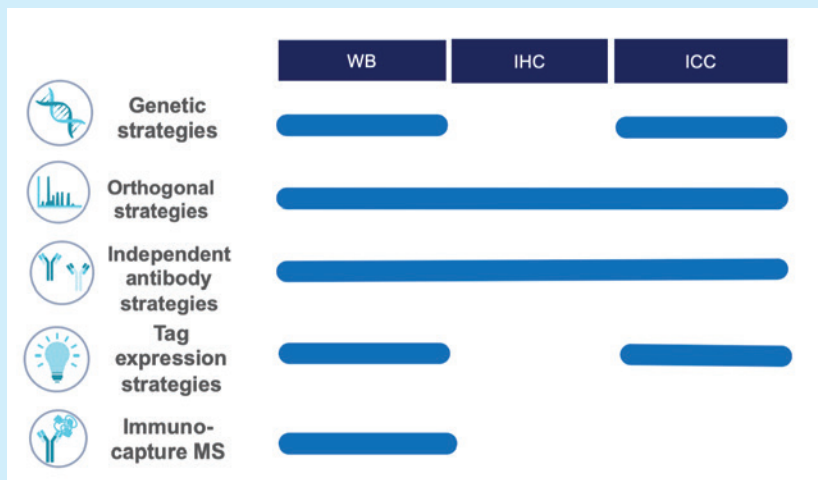 WB IHC ICC
Genetic
strategies
Orthogonal
strategies
Independent
antibody
strategies
Tag
expression
strategies
Immuno-
capture MS